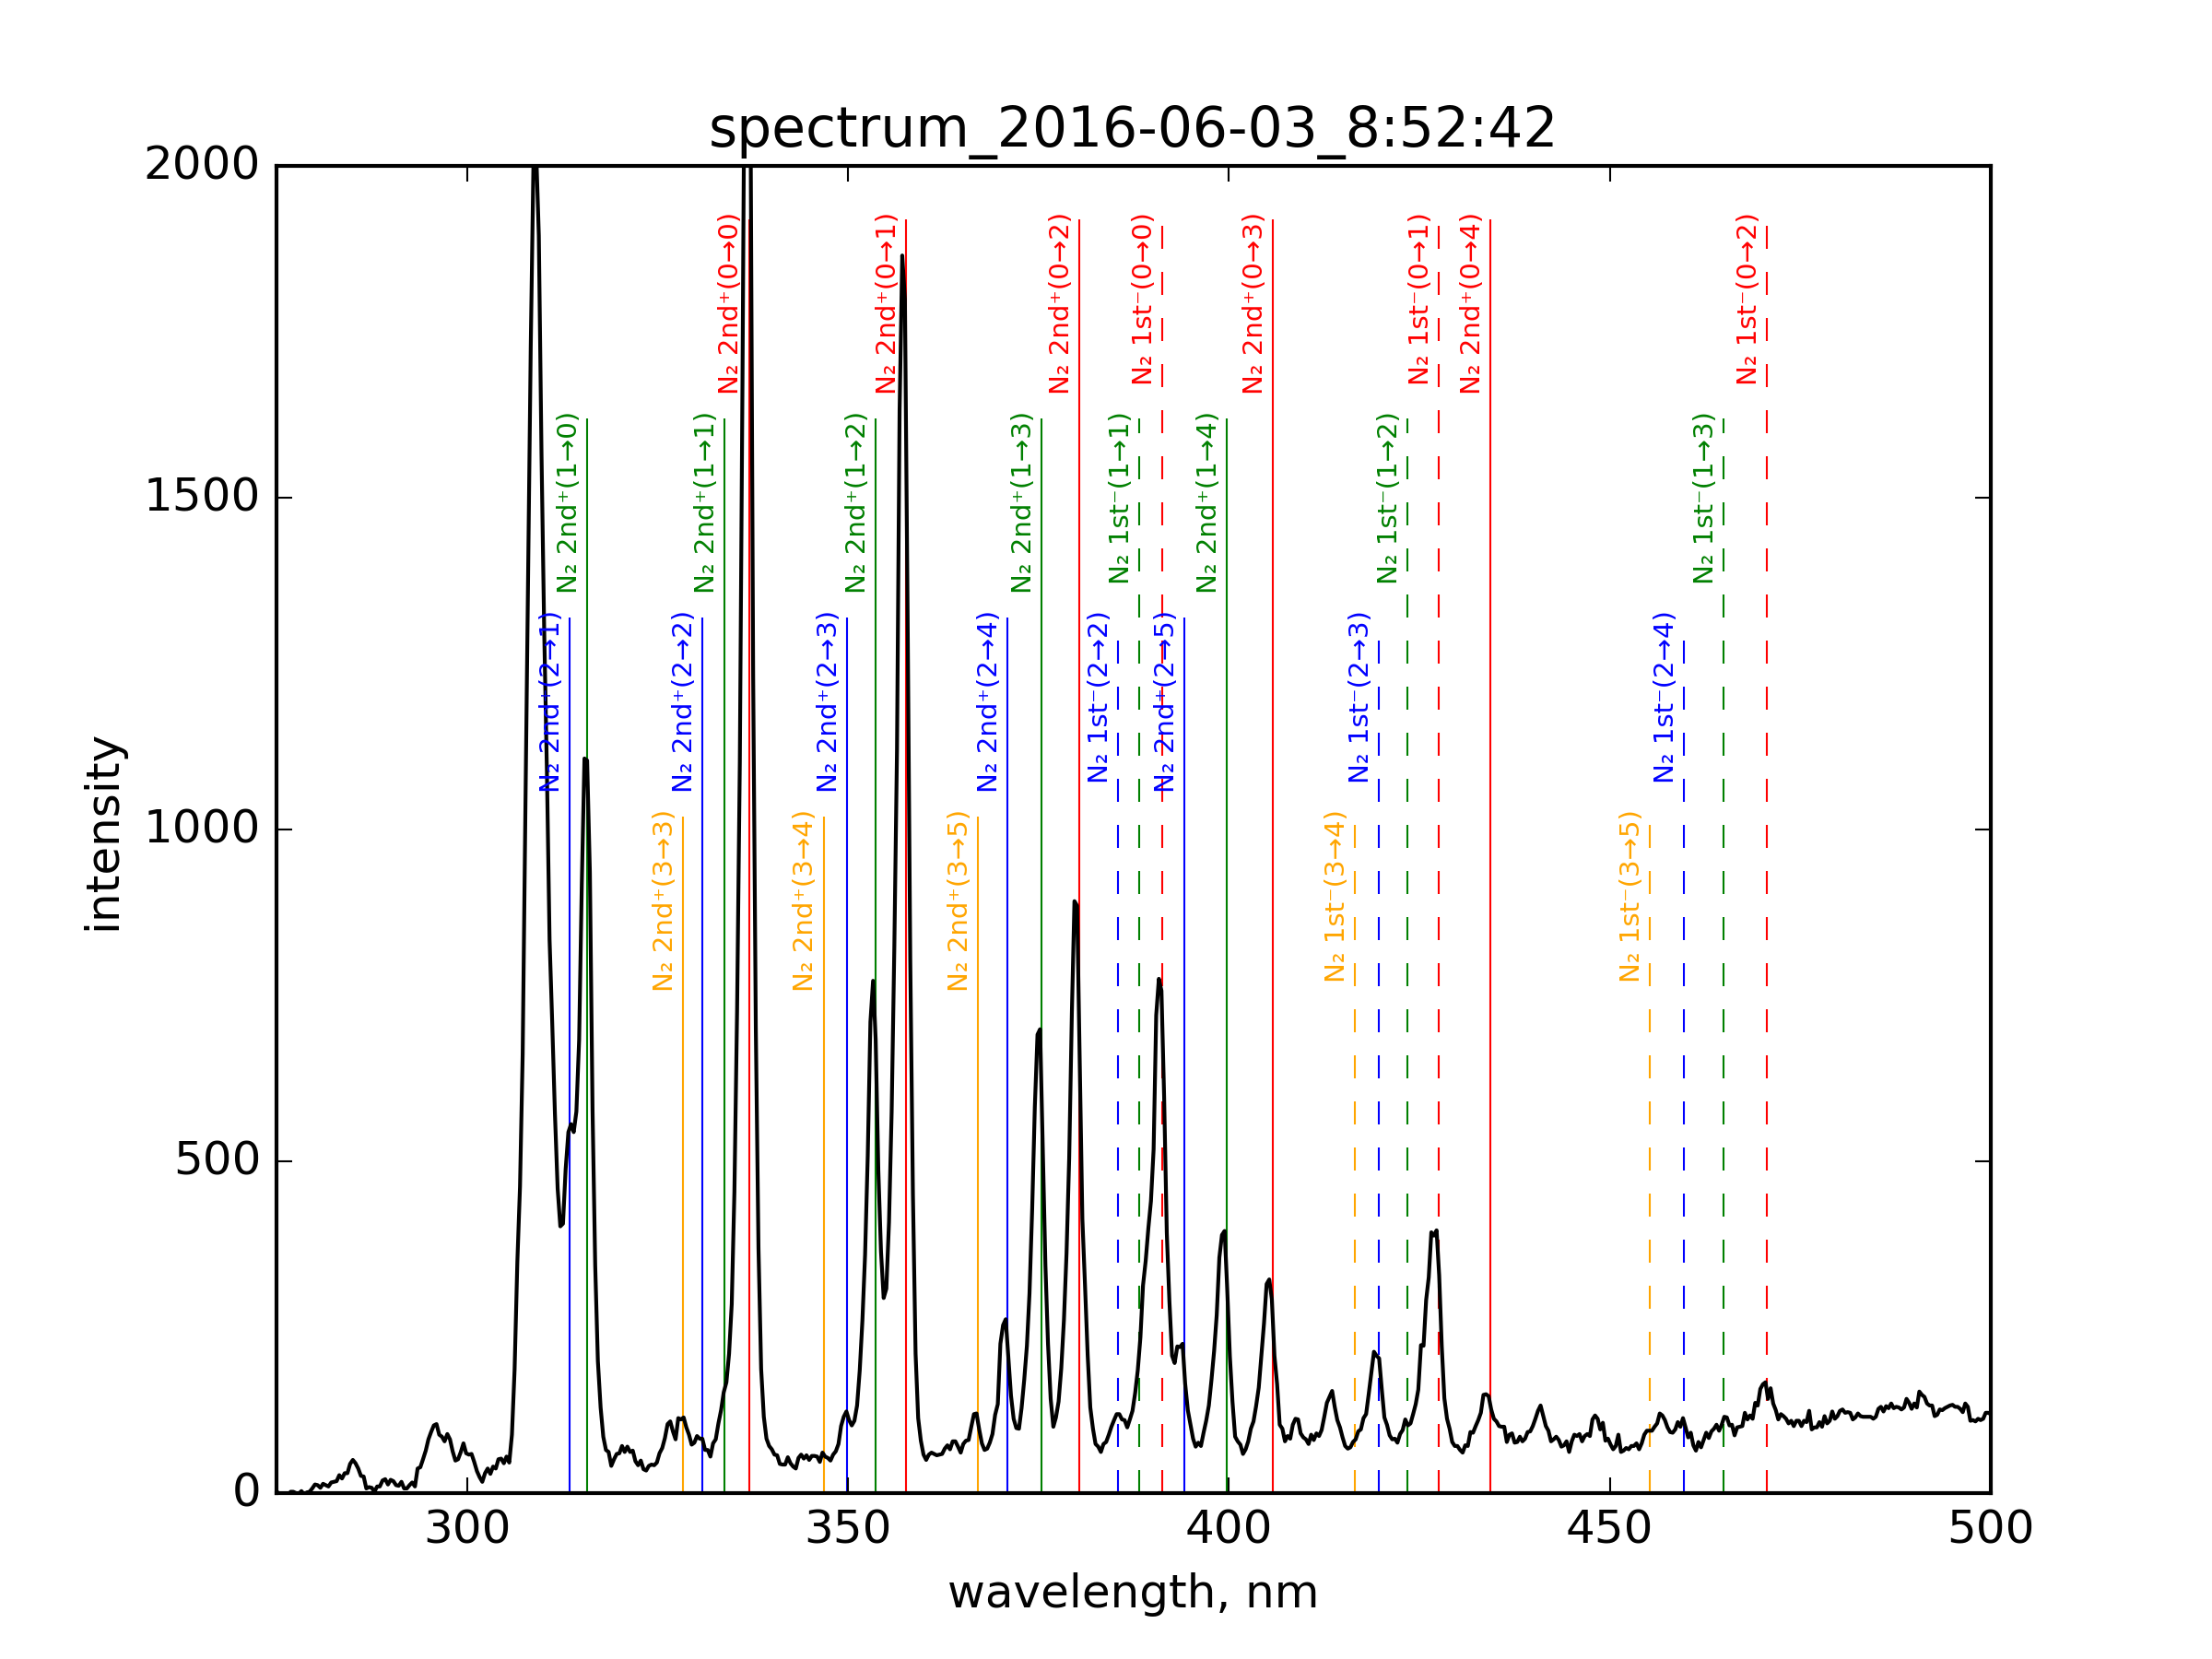 spectrum_2016-06-03_8:52:42
2000
1500
1000
500
0
intensity
N₂ 2nd⁺(0→0)
N₂ 2nd⁺(0→1)
N₂ 2nd⁺(0→2)
N₂ 1st⁻(0→0)
N₂ 2nd⁺(0→3)
N₂ 1st⁻(0→1)
N₂ 2nd⁺(0→4)
N₂ 1st⁻(0→2)
N₂ 2nd⁺(1→0)
N₂ 2nd⁺(1→1)
N₂ 2nd⁺(1→2)
N₂ 2nd⁺(1→3)
N₂ 1st⁻(1→1)
N₂ 2nd⁺(1→4)
N₂ 1st⁻(1→2)
N₂ 1st⁻(1→3)
N₂ 2nd⁺(2→1)
N₂ 2nd⁺(2→2)
N₂ 2nd⁺(2→3)
N₂ 2nd⁺(2→4)
N₂ 1st⁻(2→2)
N₂ 2nd⁺(2→5)
N₂ 1st⁻(2→3)
N₂ 1st⁻(2→4)
N₂ 2nd⁺(3→3)
N₂ 2nd⁺(3→4)
N₂ 2nd⁺(3→5)
N₂ 1st⁻(3→4)
N₂ 1st⁻(3→5)
300 350 400 450 500
wavelength, nm